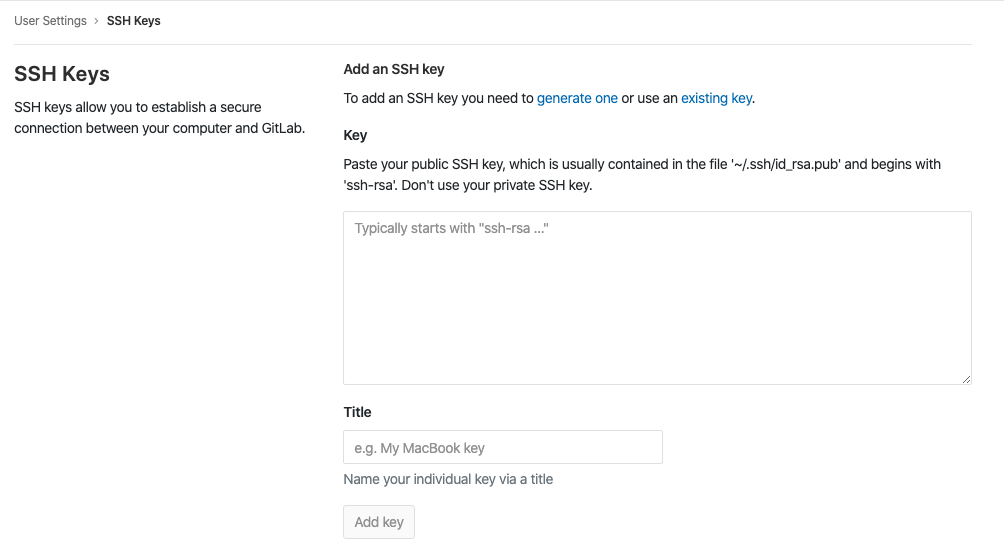 User Settings › SSH Keys
SSH Keys
SSH keys allow you to establish a secure
connection between your computer and GitLab.
Add an SSH key
To add an SSH key you need to generate one or use an existing key.
Key
Paste your public SSH key, which is usually contained in the file '~/.ssh/id_rsa.pub' and begins with
'ssh-rsa'. Don't use your private SSH key.
Typically starts with "ssh-rsa ..."
Title
e.g. My MacBook key
Name your individual key via a title
Add key